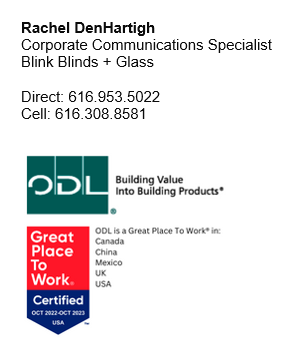 Rachel DenHartigh
Corporate Communications Specialist
Blink Blinds + Glass
Direct: 616.953.5022
Cell: 616.308.8581
ODL®
Building Value
Into Building Products®
Great
Place
To
Work®
Certified
OCT 2022-OCT 2023
USA
™
ODL is a Great Place To Work® in:
Canada
China
Mexico
UK
USA